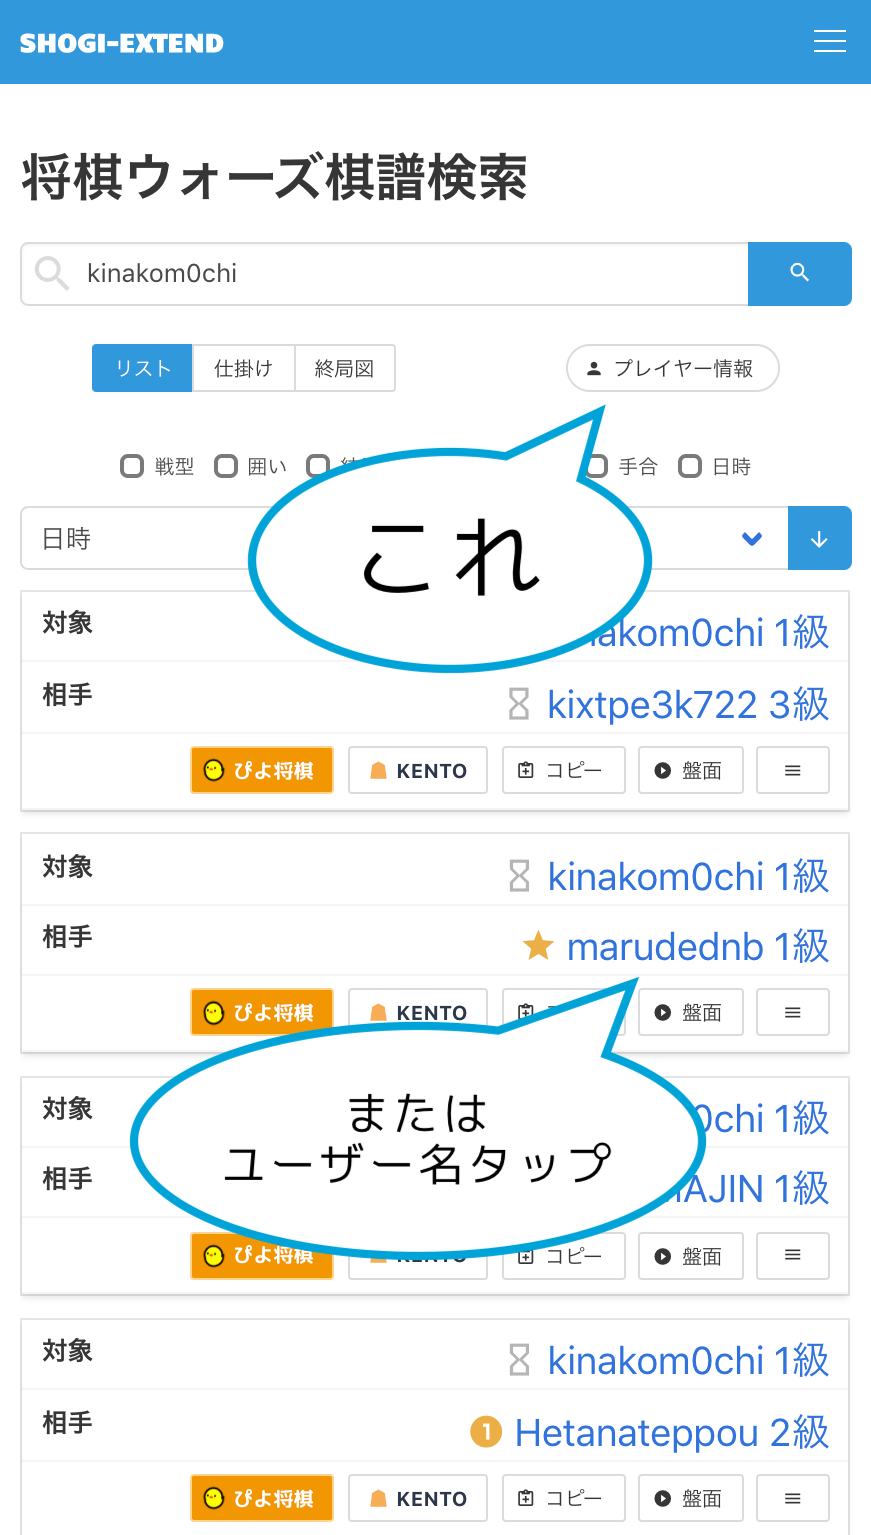 SHOGI-EXTEND
将棋ウォーズ棋譜検索
kinakom0chi
リスト 仕掛け 終局図 プレイヤー情報
戦型 囲い 手合 日時
これ
日時
対象 akom0chi 1級
相手 kixtpe3k722 3級
ぴよ将棋 KENTO コピー 盤面
対象 kinakom0chi 1級
相手 marudednb 1級
ぴよ将棋 KENTO 盤面
または
ユーザー名タップ
対象 0chi 1級
相手 AJIN 1級
ぴよ将棋 KENTO コピー 盤面
対象 kinakom0chi 1級
相手 1 Hetanateppou 2級
ぴよ将棋 KENTO コピー 盤面